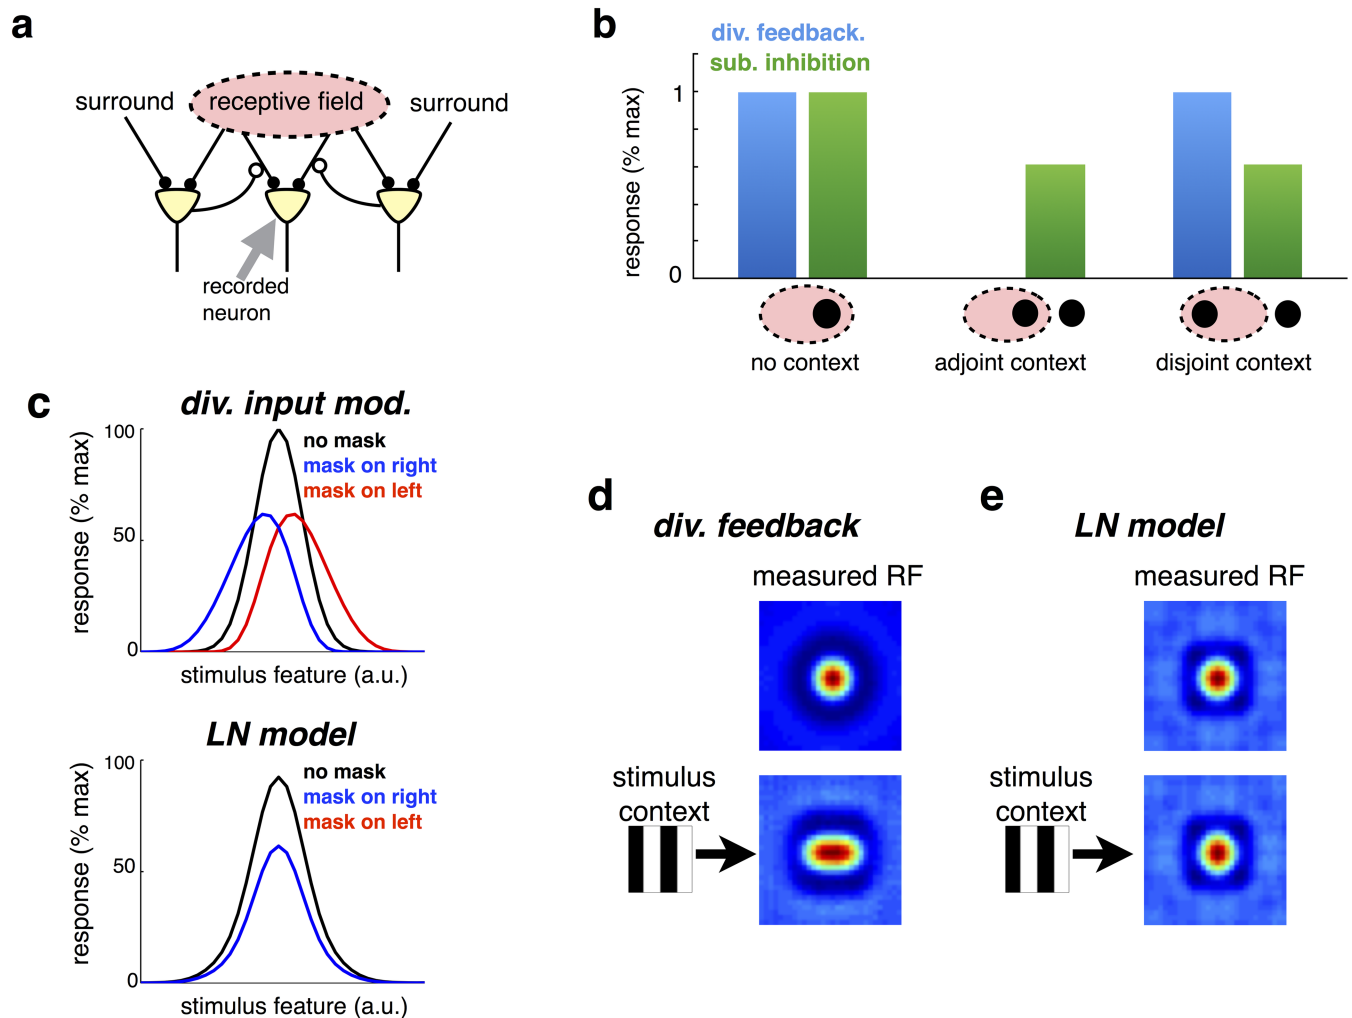 a
surround
receptive field
surround
recorded
neuron
b
div. feedback.
sub. inhibition
response (% max)
1
0
no context
adjoint context
disjoint context
c
div. input mod.
response (% max)
100
50
0
no mask
mask on right
mask on left
stimulus feature (a.u.)
LN model
response (% max)
100
50
0
no mask
mask on right
mask on left
stimulus feature (a.u.)
d
div. feedback
measured RF
stimulus
context
e
LN model
measured RF
stimulus
context